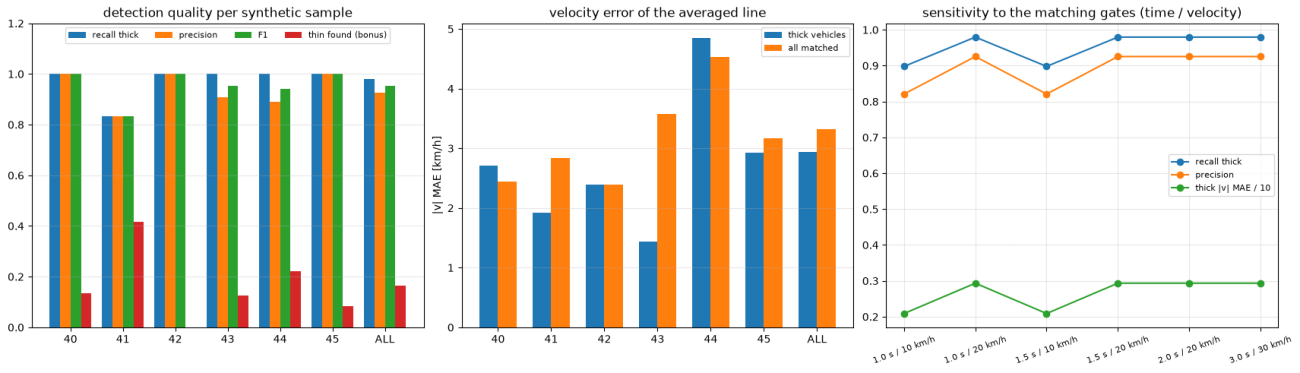 detection quality per synthetic sample
recall thick
precision
F1
thin found (bonus)
1.2
1.0
0.8
0.6
0.4
0.2
0.0
40
41
42
43
44
45
ALL
velocity error of the averaged line
thick vehicles
all matched
|v| MAE [km/h]
5
4
3
2
1
0
40
41
42
43
44
45
ALL
sensitivity to the matching gates (time / velocity)
1.0
0.9
0.8
0.7
0.6
0.5
0.4
0.3
0.2
recall thick
precision
thick |v| MAE / 10
1.0 s / 10 km/h
1.0 s / 20 km/h
1.5 s / 10 km/h
1.5 s / 20 km/h
2.0 s / 20 km/h
3.0 s / 30 km/h